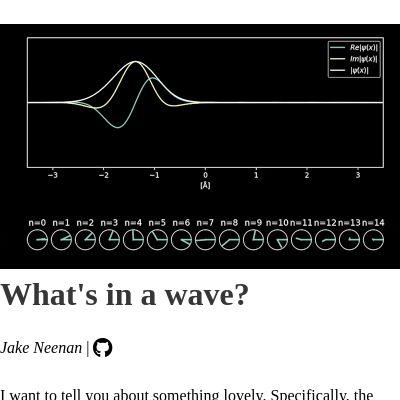 Re|ψ(x)|
Im|ψ(x)|
|ψ(x)|
−3 −2 −1 0 1 2 3
[Å]
n=0 n=1 n=2 n=3 n=4 n=5 n=6 n=7 n=8 n=9 n=10 n=11 n=12 n=13 n=14
What's in a wave?
Jake Neenan |
I want to tell you about something lovely. Specifically, the